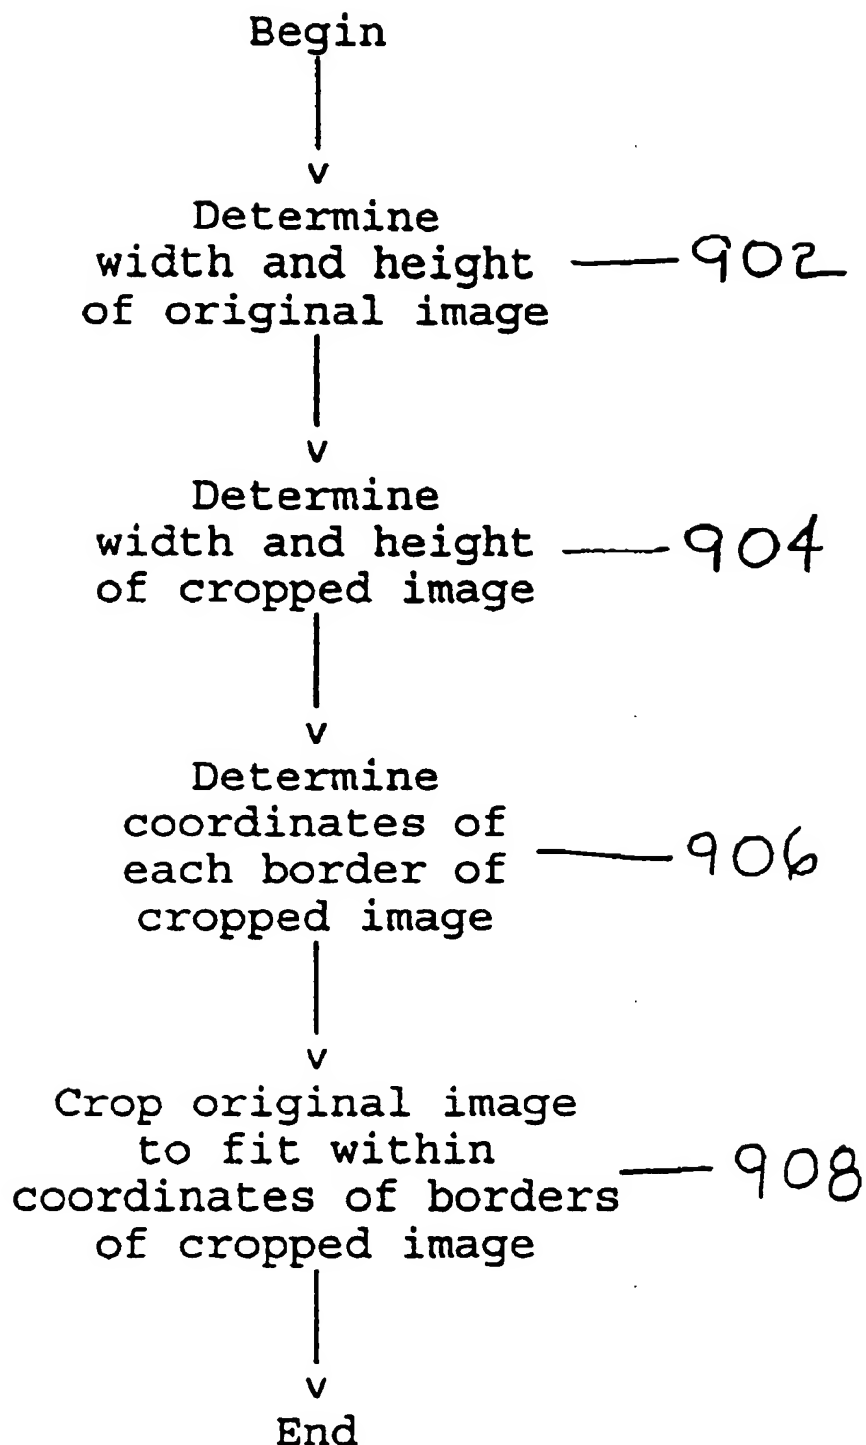 Begin
v
Determine
width and height — 902
of original image
v
Determine
width and height — 904
of cropped image
v
Determine
coordinates of
each border of — 906
cropped image
v
Crop original image
to fit within
coordinates of borders — 908
of cropped image
v
End